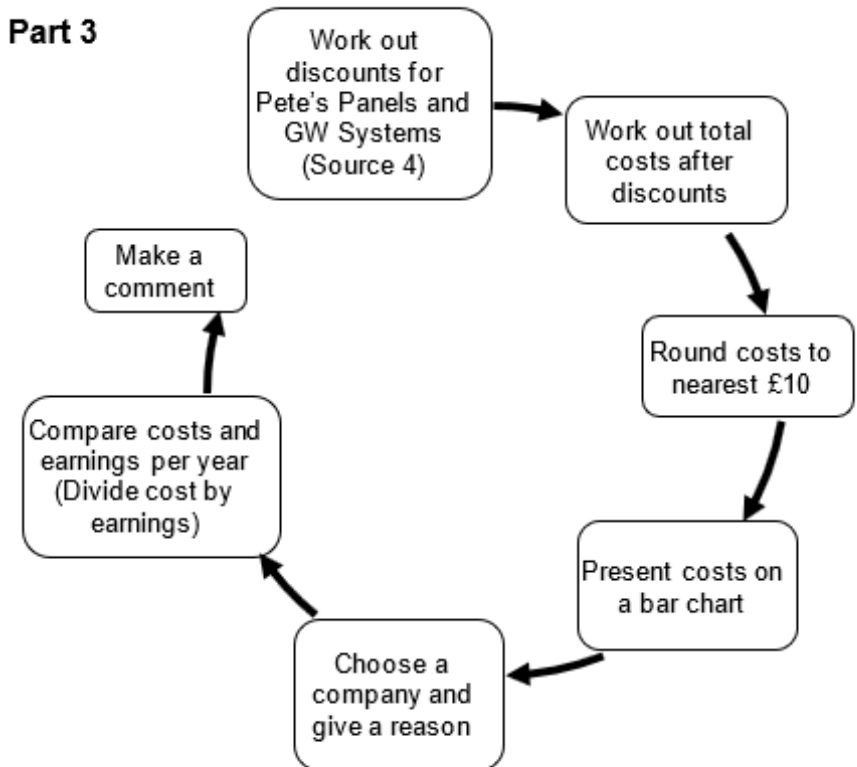 Part 3
Work out
discounts for
Pete's Panels and
GW Systems
(Source 4)
Work out total
costs after
discounts
Round costs to
nearest £10
Present costs on
a bar chart
Choose a
company and
give a reason
Compare costs and
earnings per year
(Divide cost by
earnings)
Make a
comment